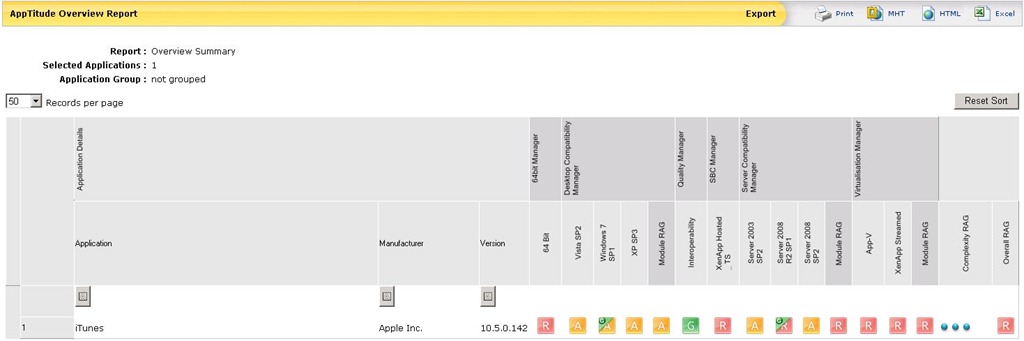 AppTitude Overview Report
Export
Print
MHT
HTML
Excel
Report : Overview Summary
Selected Applications : 1
Application Group : not grouped
50 Records per page
Reset Sort
Application Details
64bit Manager
Desktop Compatibility Manager
Quality Manager
SBC Manager
Server Compatibility Manager
Virtualisation Manager
Application
Manufacturer
Version
64 Bit
Vista SP2
Windows 7 SP1
XP SP3
Module RAG
Interoperability
XenApp Hosted _ TS
Server 2003 SP2
Server 2008 R2 SP1
Server 2008 SP2
Module RAG
App-V
XenApp Streamed
Module RAG
Complexity RAG
Overall RAG
1 iTunes Apple Inc. 10.5.0.142 R A G A A A G R A G R A R R R R R